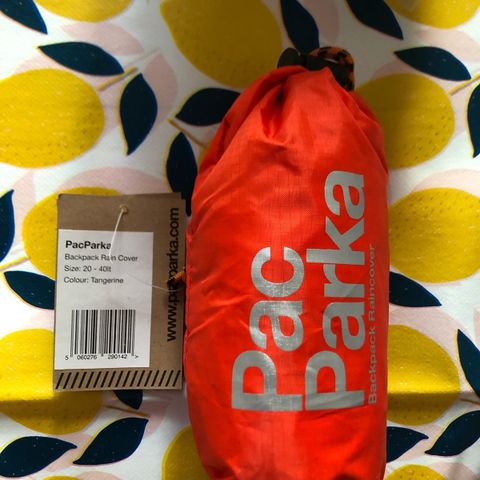 PacParka
Backpack Rain Cover
Size: 20 - 40lt
Colour: Tangerine
5 060276 280142 >
www.pacparka.com
Pac
Parka
Backpack Raincover